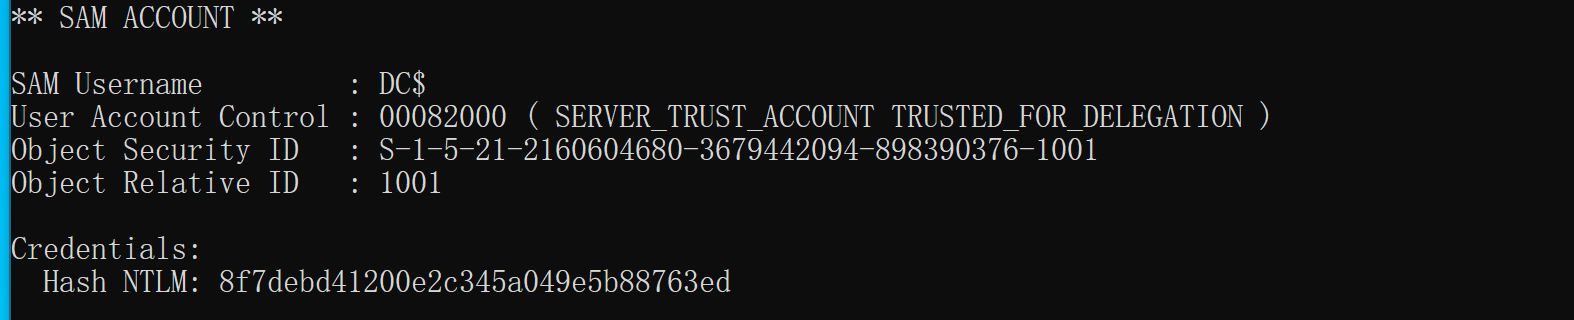 ** SAM ACCOUNT **
SAM Username         : DC$
User Account Control : 00082000 ( SERVER_TRUST_ACCOUNT TRUSTED_FOR_DELEGATION )
Object Security ID   : S-1-5-21-2160604680-3679442094-898390376-1001
Object Relative ID   : 1001
Credentials:
  Hash NTLM: 8f7debd41200e2c345a049e5b88763ed